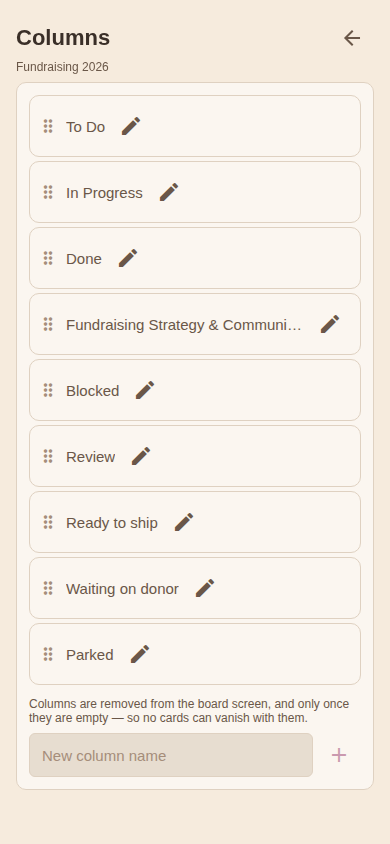 Columns
Fundraising 2026
To Do
In Progress
Done
Fundraising Strategy & Communi…
Blocked
Review
Ready to ship
Waiting on donor
Parked
Columns are removed from the board screen, and only once
they are empty — so no cards can vanish with them.
New column name